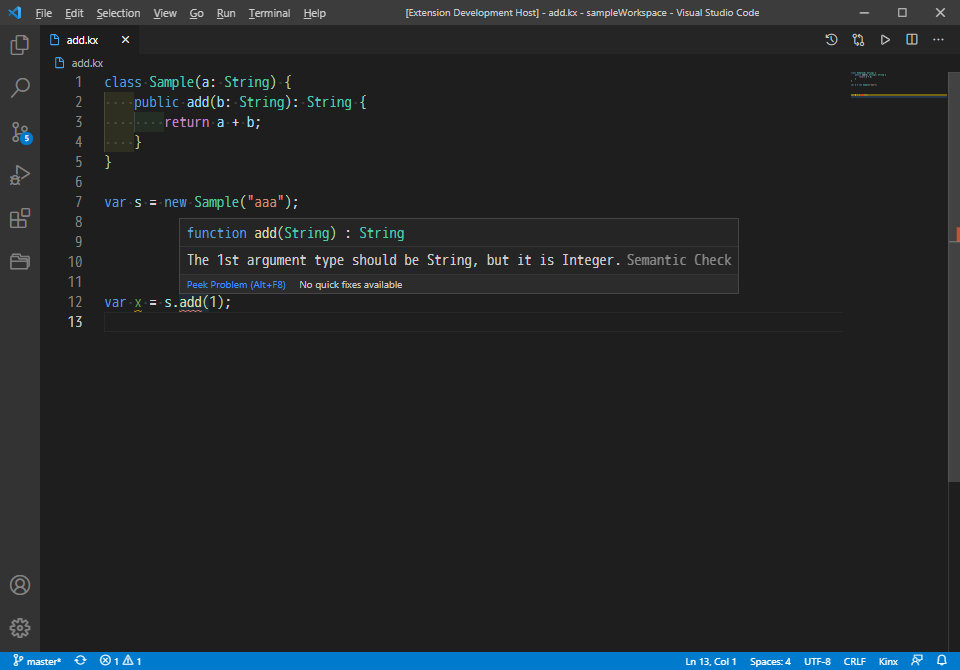 File Edit Selection View Go Run Terminal Help [Extension Development Host] - add.kx - sampleWorkspace - Visual Studio Code
add.kx
add.kx
1 class Sample(a: String) {
2 public add(b: String): String {
3 return a + b;
4 }
5 }
6
7 var s = new Sample("aaa");
8
function add(String) : String
9
10 The 1st argument type should be String, but it is Integer. Semantic Check
11 Peek Problem (Alt+F8) No quick fixes available
12 var x = s.add(1);
13
5
master* 1 1 Ln 13, Col 1 Spaces: 4 UTF-8 CRLF Kinx